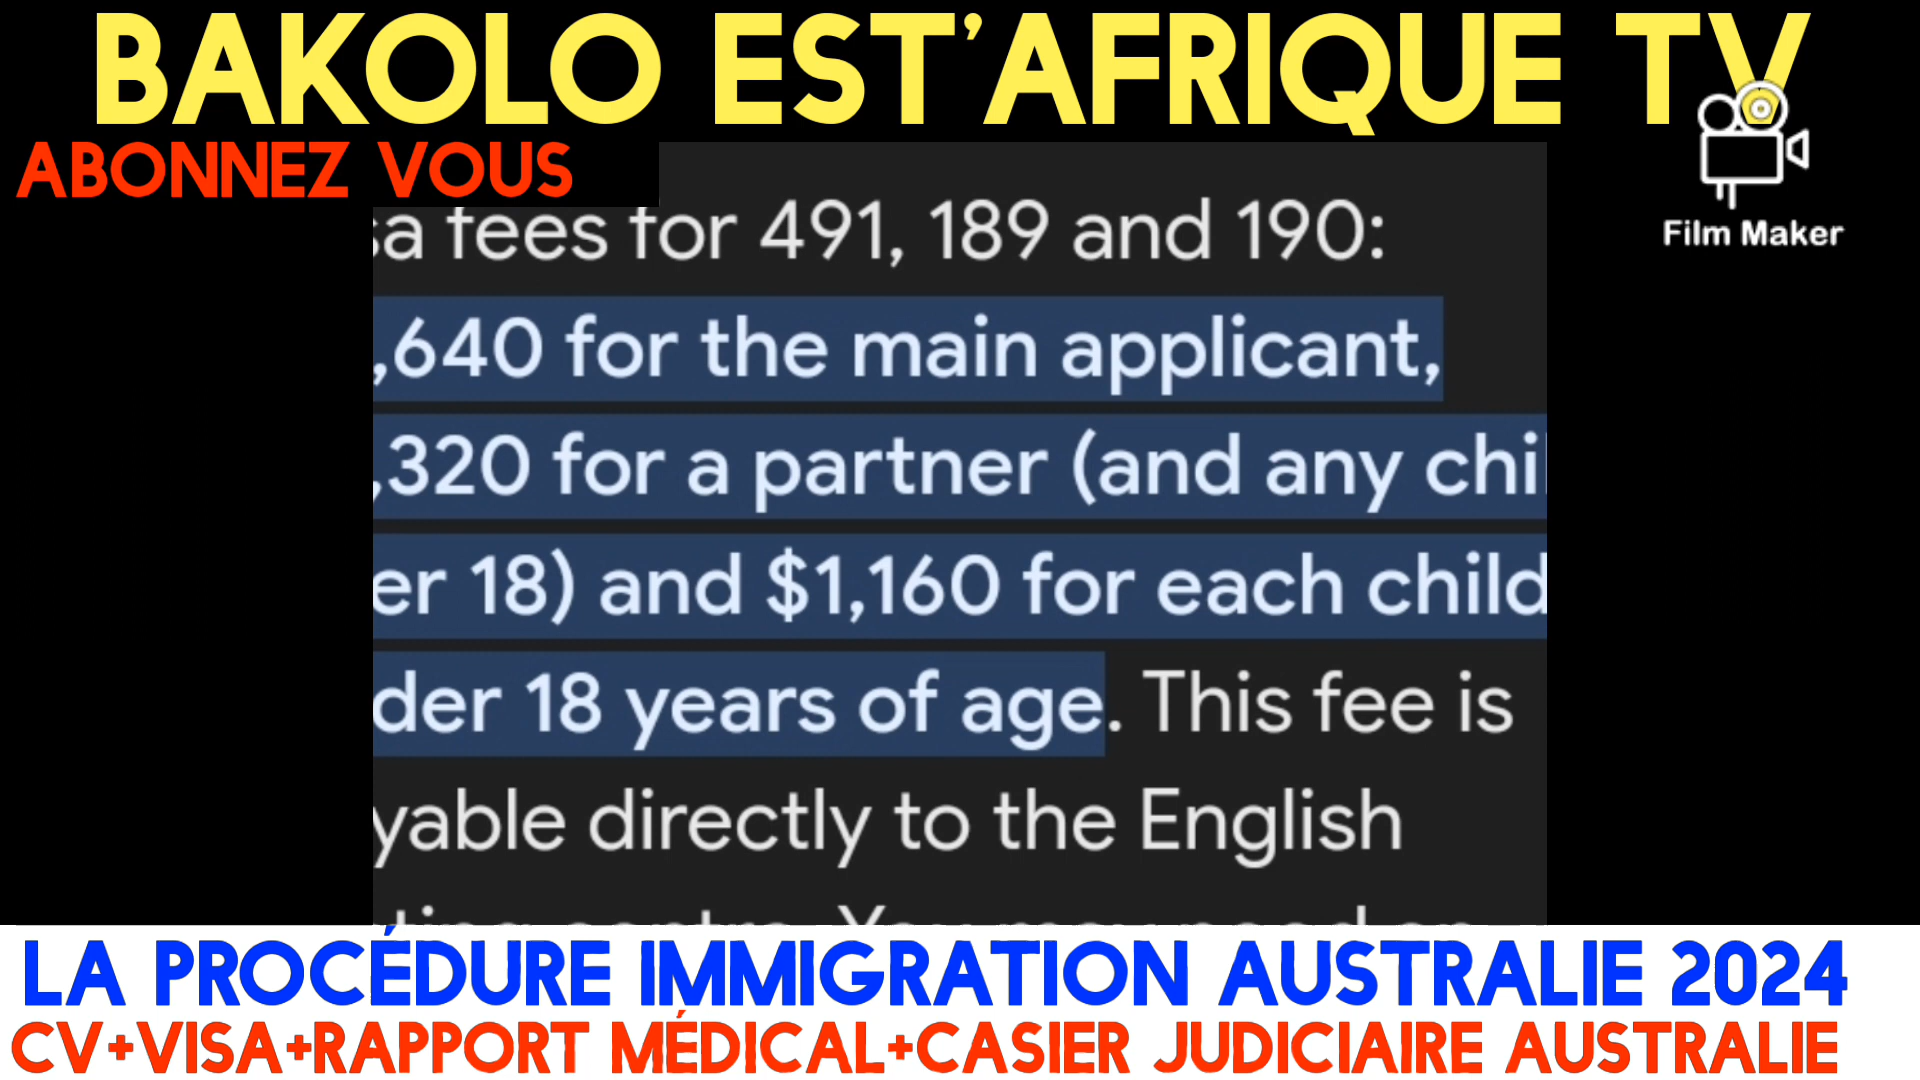 BAKOLO EST'AFRIQUE TV
ABONNEZ VOUS
Film Maker
sa fees for 491, 189 and 190:
,640 for the main applicant,
,320 for a partner (and any chil
er 18) and $1,160 for each child
der 18 years of age. This fee is
yable directly to the English
LA PROCÉDURE IMMIGRATION AUSTRALIE 2024
CV+VISA+RAPPORT MÉDICAL+CASIER JUDICIAIRE AUSTRALIE